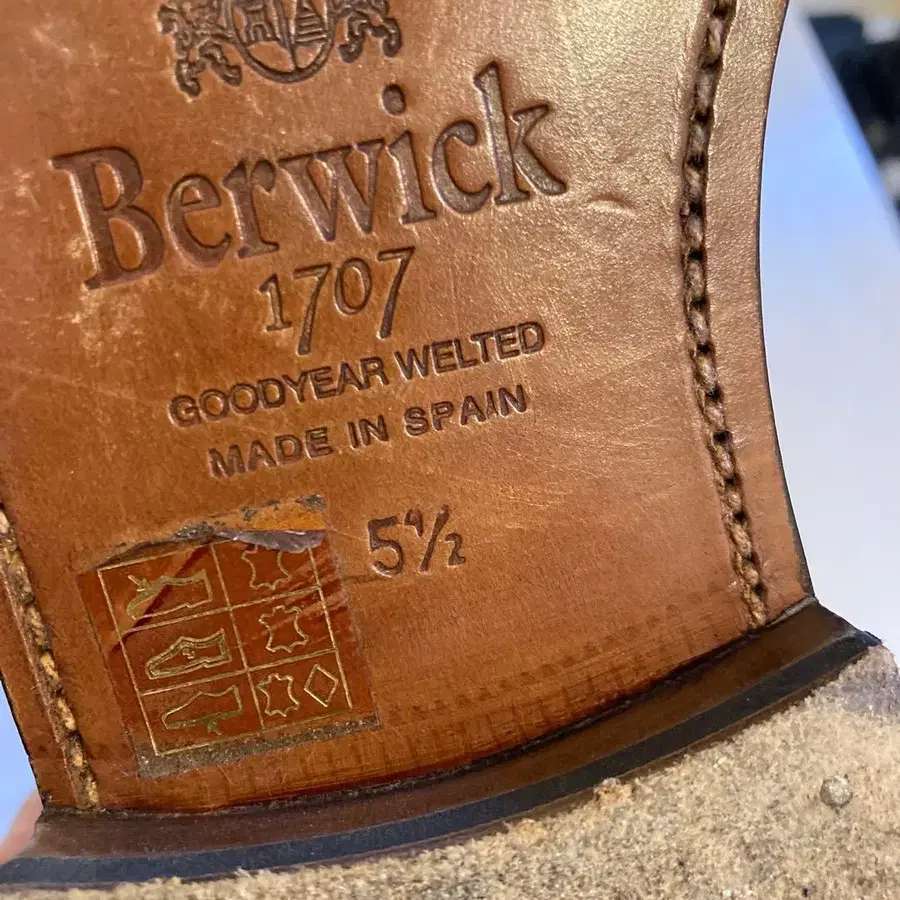 Berwick
1707
GOODYEAR WELTED
MADE IN SPAIN
5½